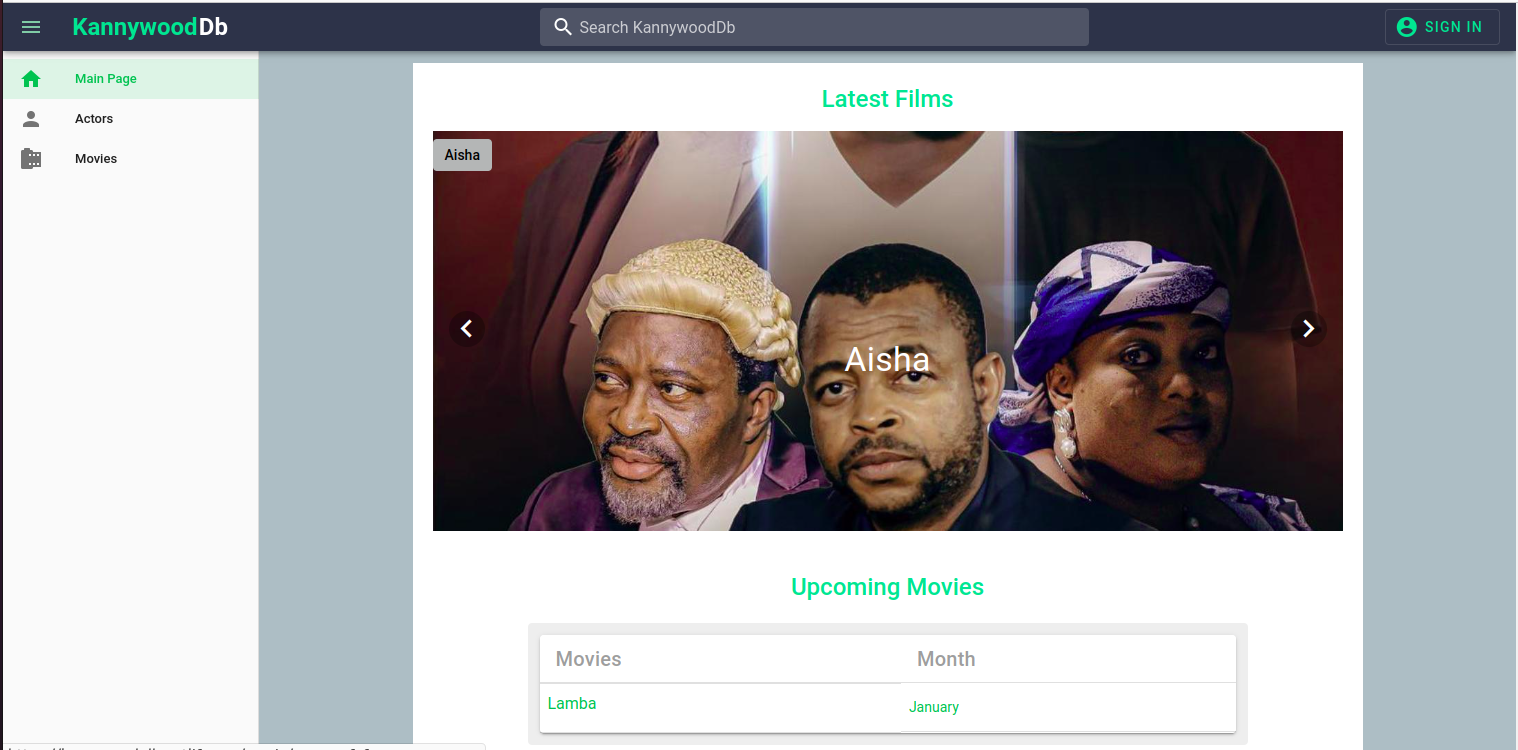 KannywoodDb
Search KannywoodDb
SIGN IN
Main Page
Actors
Movies
Latest Films
Aisha
Aisha
Upcoming Movies
Movies Month
Lamba January